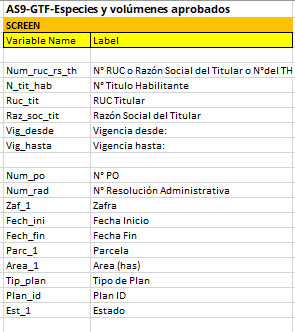 AS9-GTF-Especies y volúmenes aprobados
SCREEN
Variable Name Label
Num_ruc_rs_th N° RUC o Razón Social del Titular o N°del TH
N_tit_hab N° Titulo Habilitante
Ruc_tit RUC Titular
Raz_soc_tit Razón Social del Titular
Vig_desde Vigencia desde:
Vig_hasta Vigencia hasta:
Num_po N° PO
Num_rad N° Resolución Administrativa
Zaf_1 Zafra
Fech_ini Fecha Inicio
Fech_fin Fecha Fin
Parc_1 Parcela
Area_1 Area (has)
Tip_plan Tipo de Plan
Plan_id Plan ID
Est_1 Estado